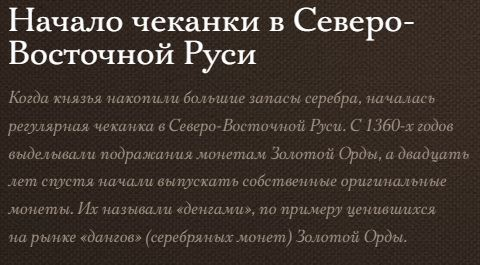 Начало чеканки в Северо-
Восточной Руси
Когда князья накопили большие запасы серебра, началась
регулярная чеканка в Северо-Восточной Руси. С 1360-х годов
выделывали подражания монетам Золотой Орды, а двадцать
лет спустя начали выпускать собственные оригинальные
монеты. Их называли «денгами», по примеру ценившихся
на рынке «дангов» (серебряных монет) Золотой Орды.